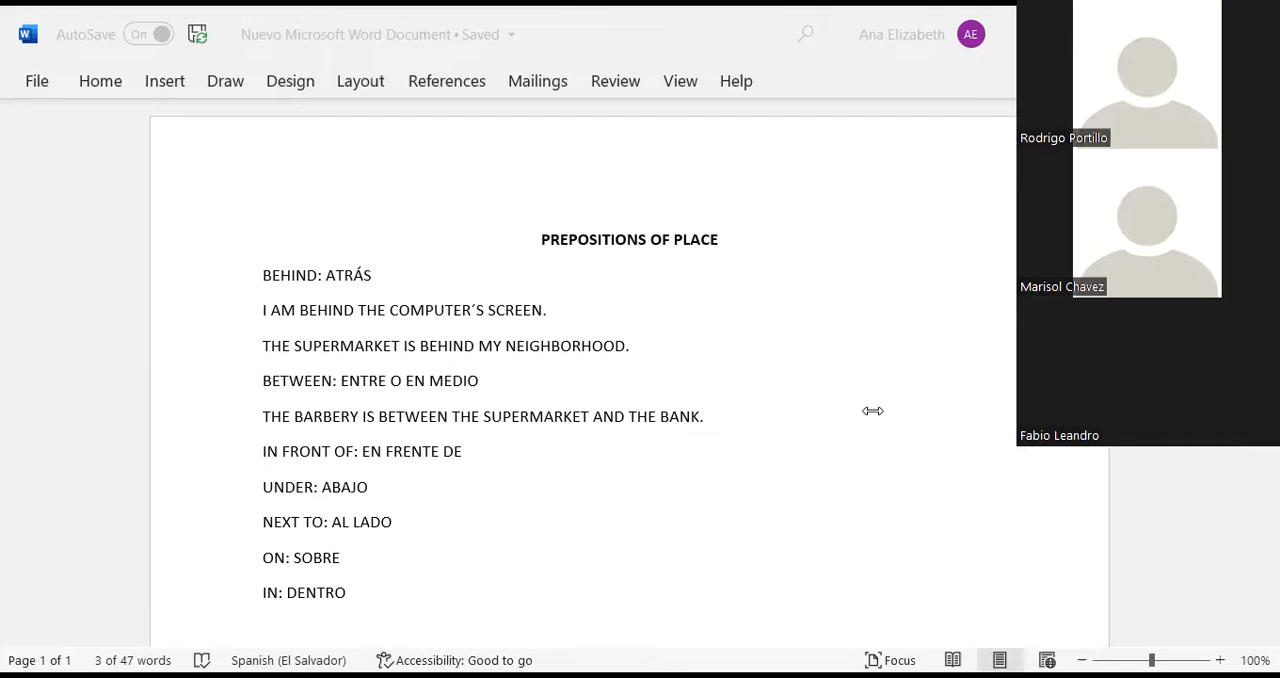 AutoSave On Nuevo Microsoft Word Document • Saved Ana Elizabeth AE
File Home Insert Draw Design Layout References Mailings Review View Help
Rodrigo Portillo
Marisol Chavez
Fabio Leandro
PREPOSITIONS OF PLACE
BEHIND: ATRÁS
I AM BEHIND THE COMPUTER´S SCREEN.
THE SUPERMARKET IS BEHIND MY NEIGHBORHOOD.
BETWEEN: ENTRE O EN MEDIO
THE BARBERY IS BETWEEN THE SUPERMARKET AND THE BANK.
IN FRONT OF: EN FRENTE DE
UNDER: ABAJO
NEXT TO: AL LADO
ON: SOBRE
IN: DENTRO
Page 1 of 1 3 of 47 words Spanish (El Salvador) Accessibility: Good to go Focus 100%